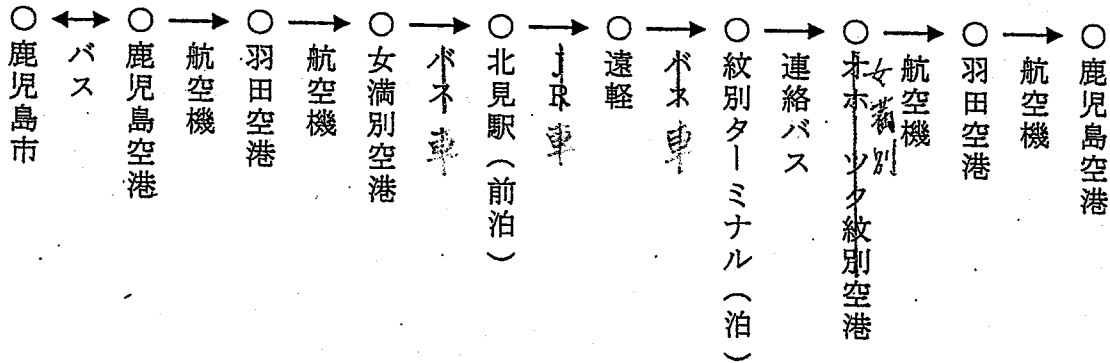 ○鹿児島市
バス
○鹿児島空港
航空機
○羽田空港
航空機
○女満別空港
バス 車
○北見駅(前泊)
JR 車
○遠軽
バス 車
○紋別ターミナル(泊)
連絡バス
○オホーツク紋別空港
女満別
航空機
○羽田空港
航空機
○鹿児島空港